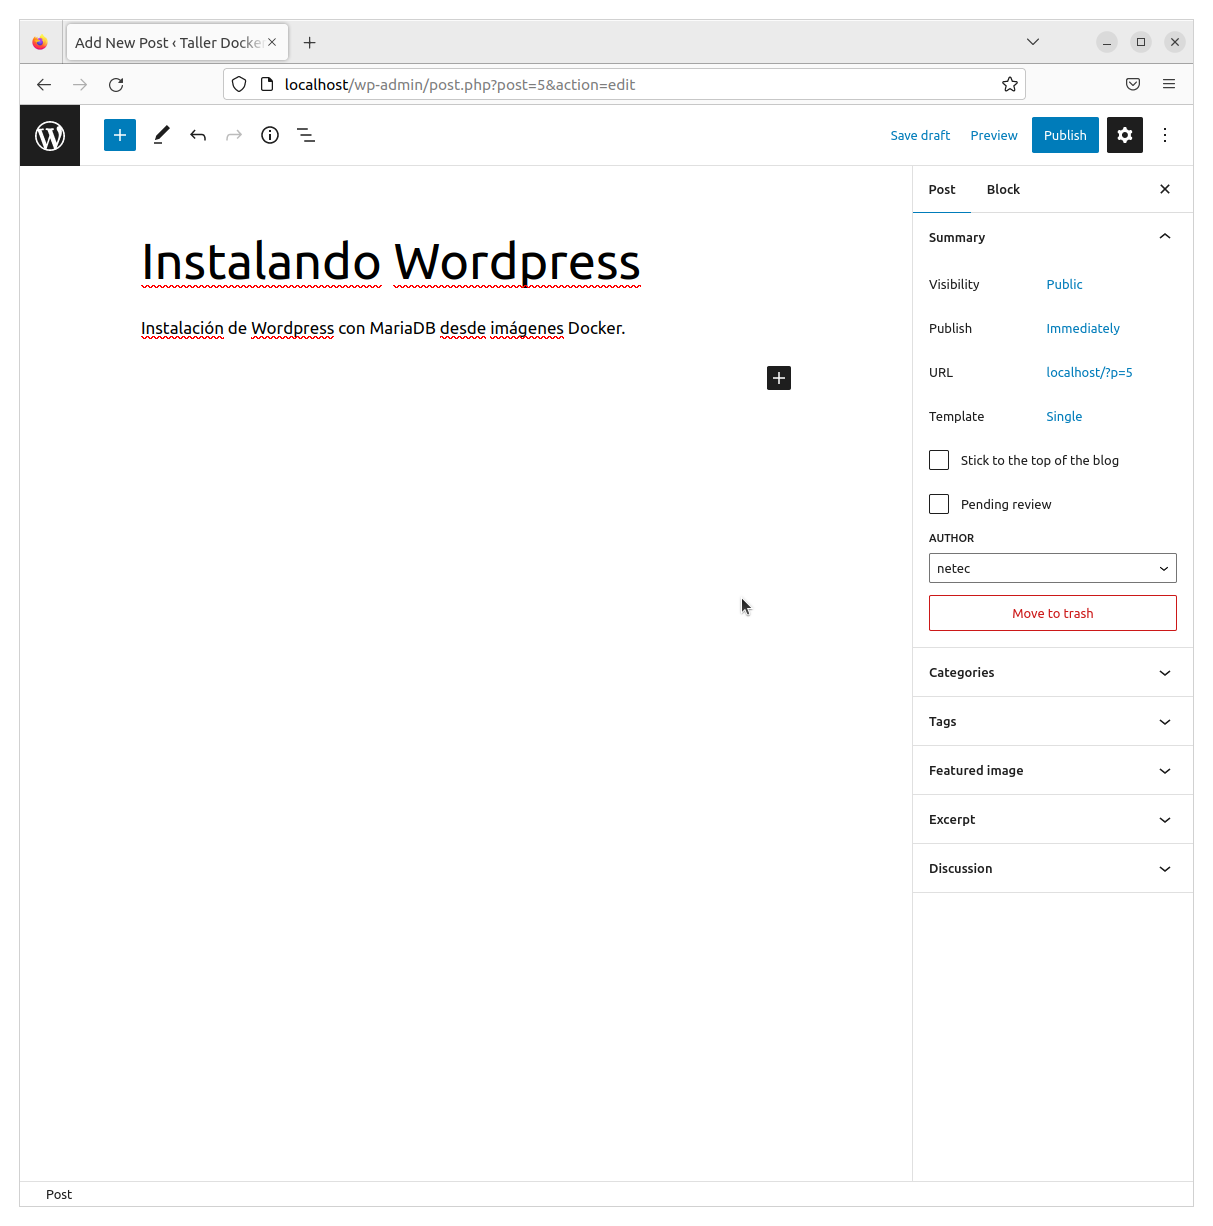 Add New Post ‹ Taller Docker
localhost/wp-admin/post.php?post=5&action=edit
Save draft
Preview
Publish
Post
Block
Instalando Wordpress
Instalación de Wordpress con MariaDB desde imágenes Docker.
Summary
Visibility Public
Publish Immediately
URL localhost/?p=5
Template Single
Stick to the top of the blog
Pending review
AUTHOR
netec
Move to trash
Categories
Tags
Featured image
Excerpt
Discussion
Post